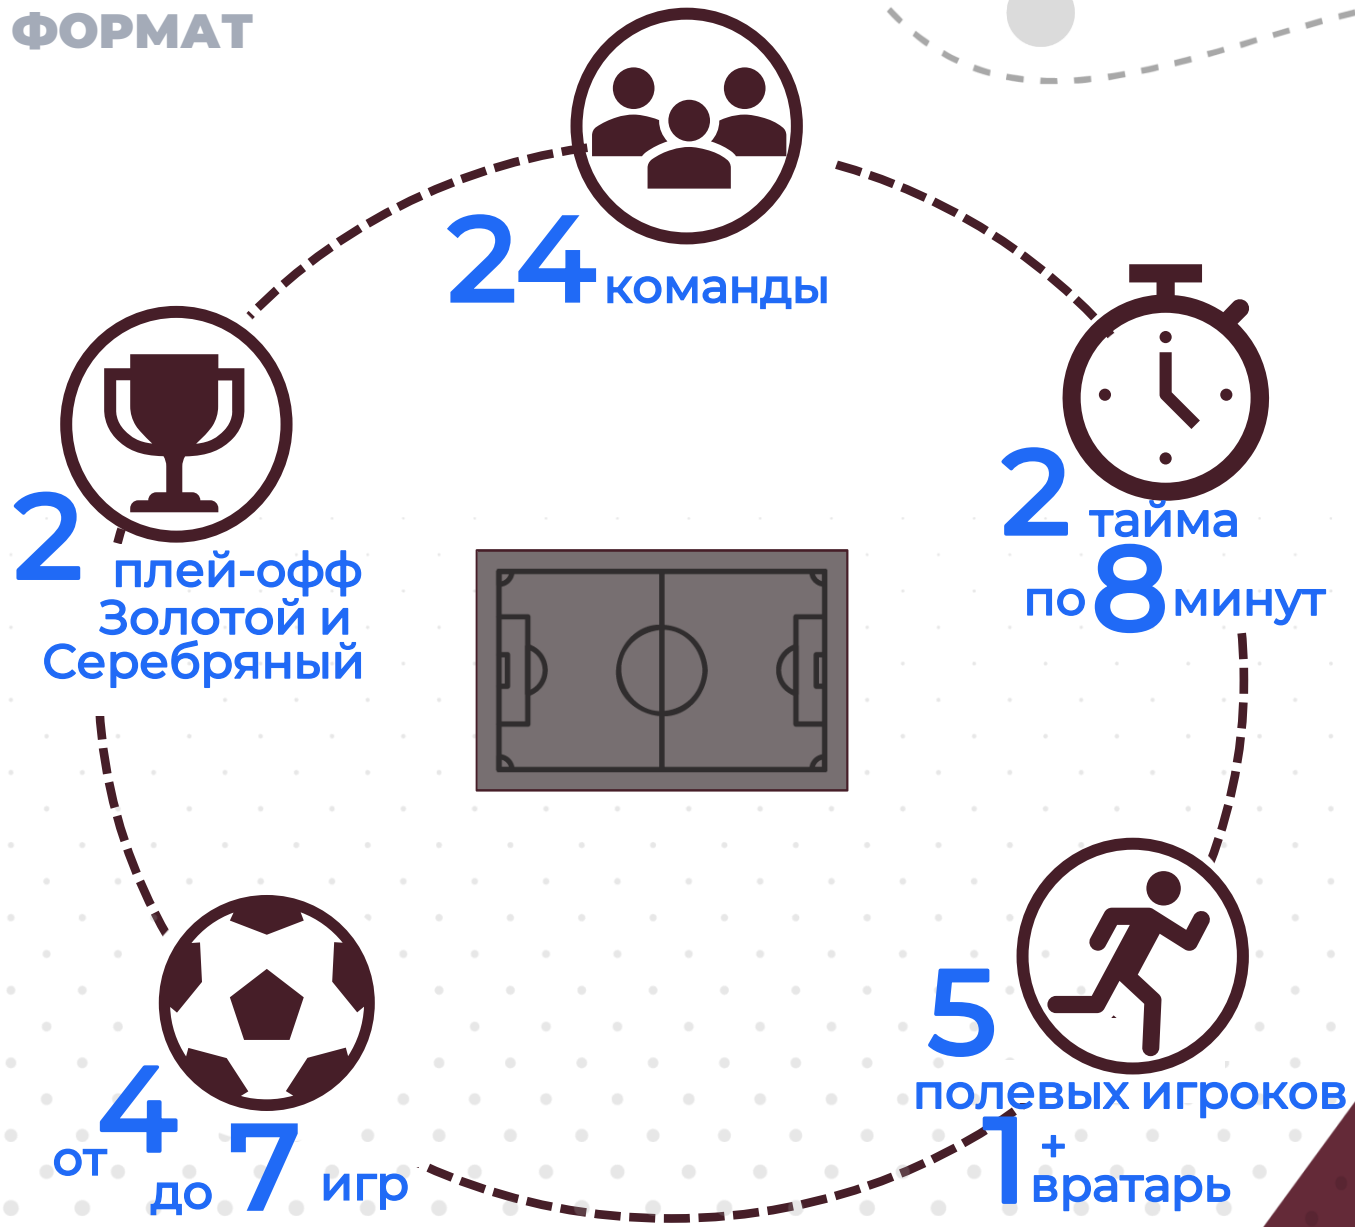 ФОРМАТ
24 команды
2 тайма
по 8 минут
2 плей-офф
Золотой и
Серебряный
5
полевых игроков
+
1 вратарь
от 4 до 7 игр